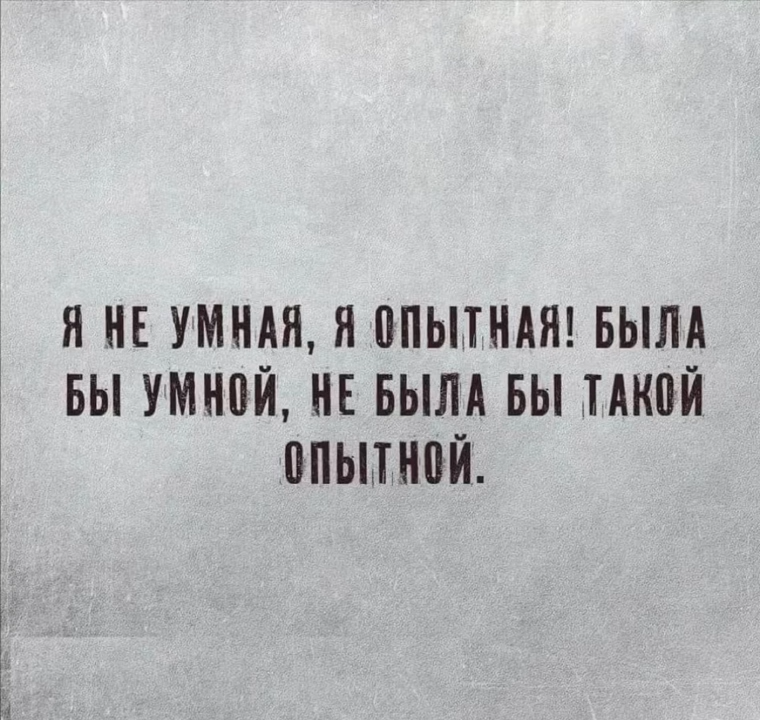 Я НЕ УМНАЯ, Я ОПЫТНАЯ! БЫЛА
БЫ УМНОЙ, НЕ БЫЛА БЫ ТАКОЙ
ОПЫТНОЙ.